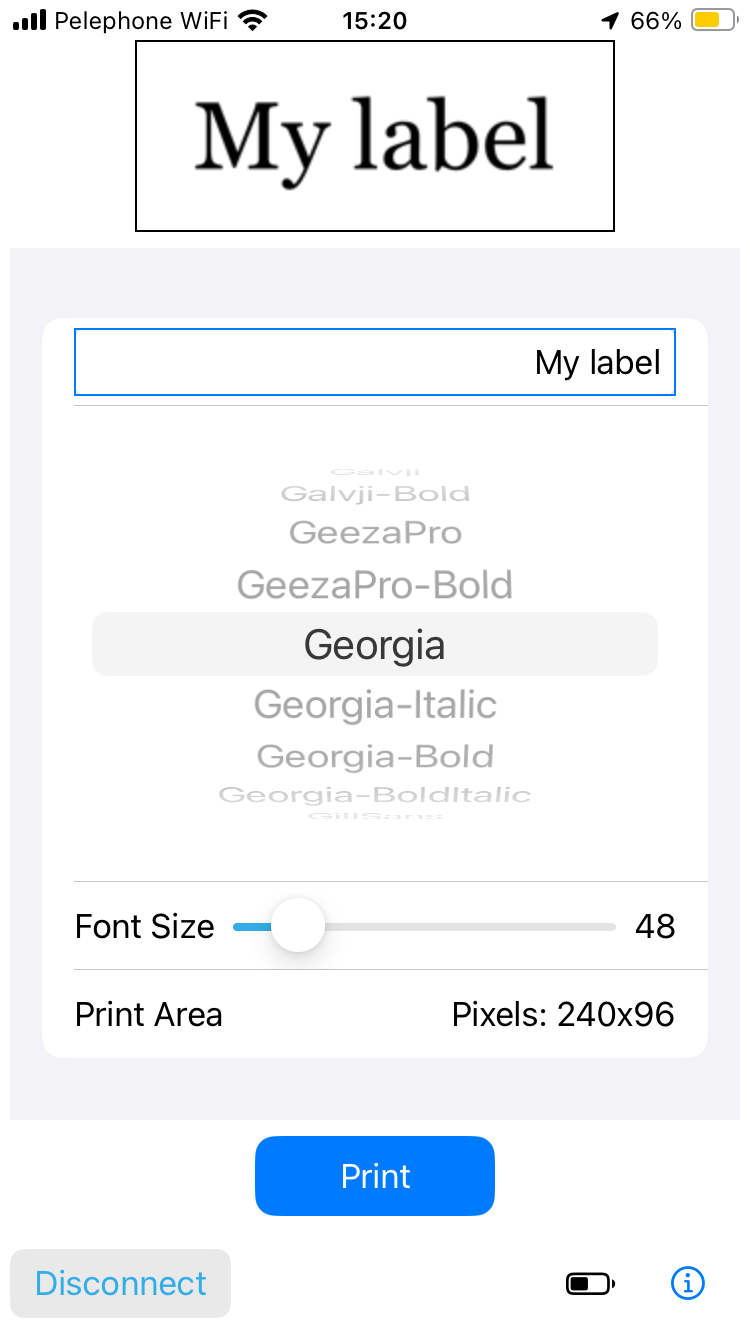 Pelephone WiFi 15:20 66%
My label
My label
Galvji
Galvji-Bold
GeezaPro
GeezaPro-Bold
Georgia
Georgia-Italic
Georgia-Bold
Georgia-BoldItalic
GillSans
Font Size 48
Print Area Pixels: 240x96
Print
Disconnect